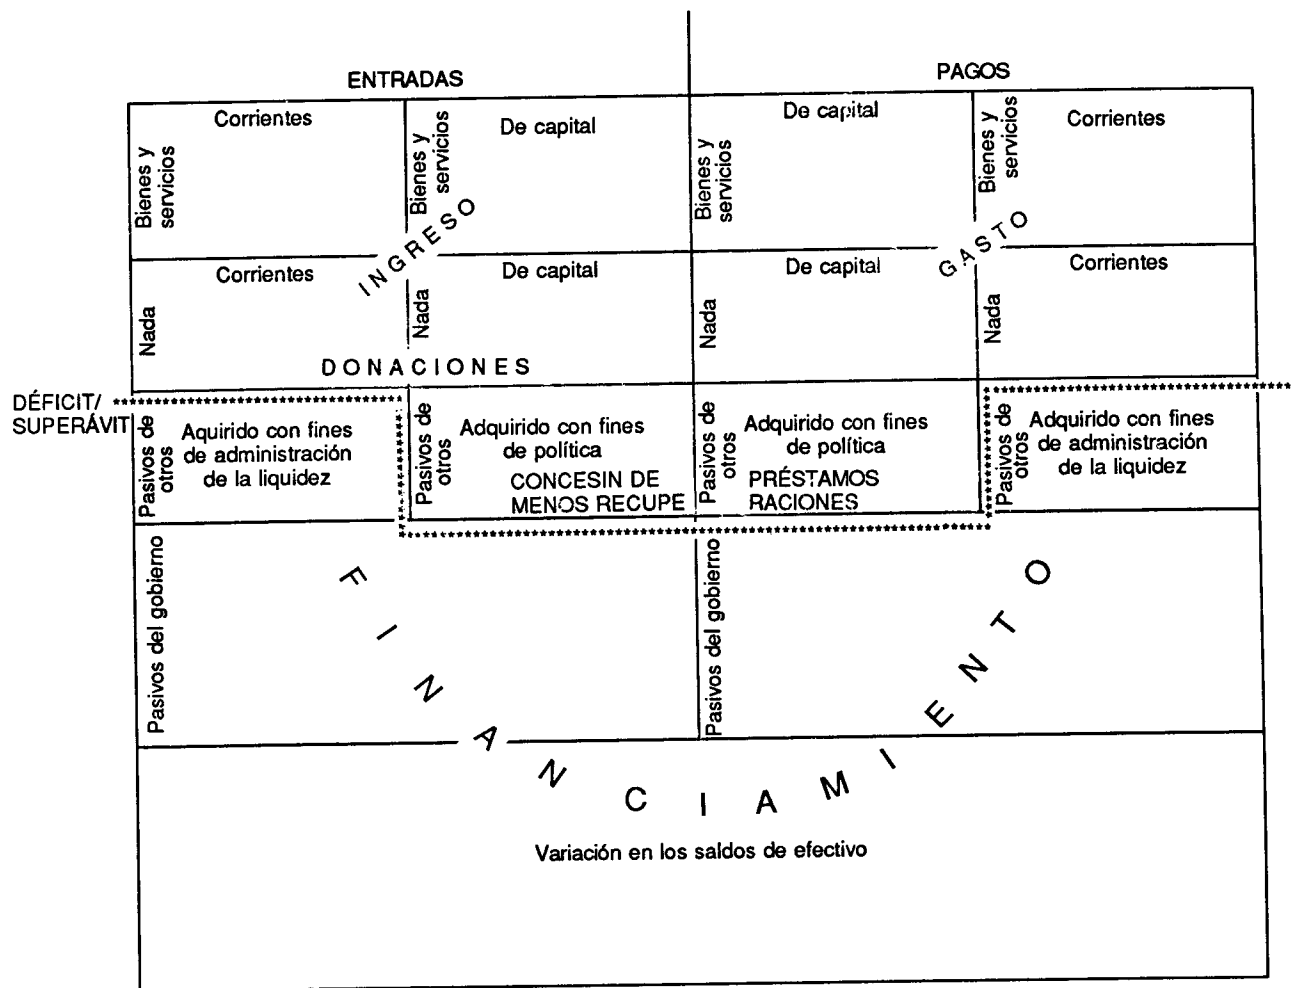 ENTRADAS
PAGOS
Corrientes
De capital
De capital
Corrientes
Bienes y
servicios
Bienes y
servicios
Bienes y
servicios
Bienes y
servicios
INGRESO
GASTO
Corrientes
De capital
De capital
Corrientes
Nada
Nada
Nada
Nada
DONACIONES
DÉFICIT/
SUPERÁVIT
Pasivos de
otros
Aquirido con fines
de administración
de la liquidez
Pasivos de
otros
Adquirido con fines
de política
CONCESIN DE
MENOS RECUPE
Pasivos de
otros
Adquirido con fines
de política
PRÉSTAMOS
RACIONES
Pasivos de
otros
Adquirido con fines
de administración
de la liquidez
Pasivos del gobierno
Pasivos del gobierno
FINANCIAMIENTO
Variación en los saldos de efectivo